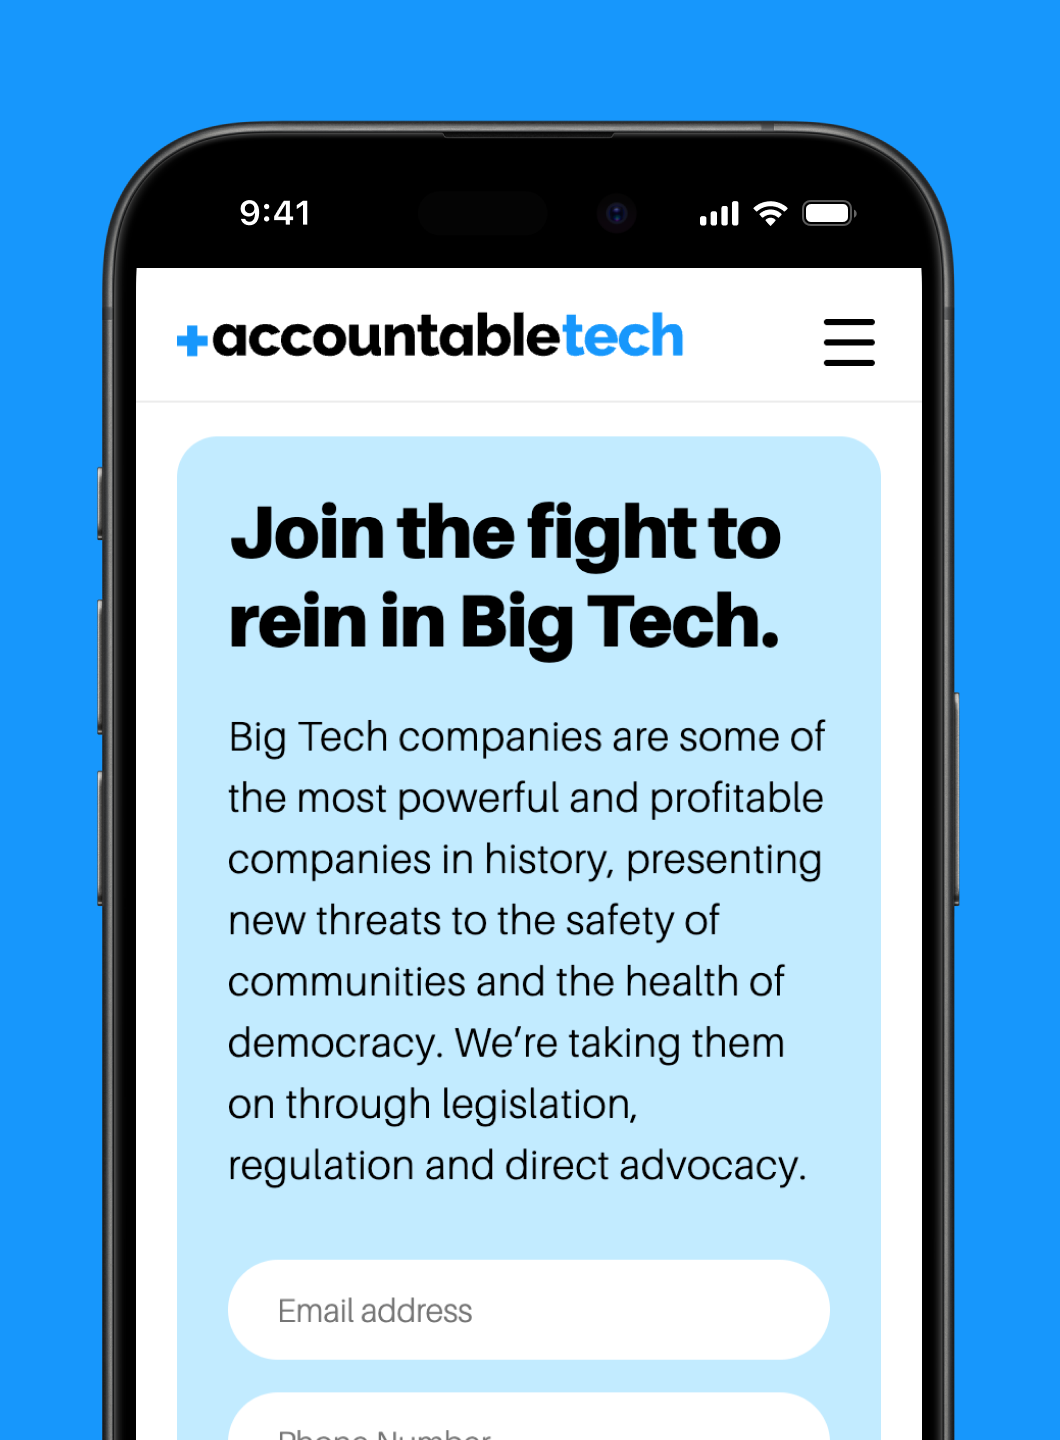 9:41
+accountabletech
Join the fight to
rein in Big Tech.
Big Tech companies are some of
the most powerful and profitable
companies in history, presenting
new threats to the safety of
communities and the health of
democracy. We’re taking them
on through legislation,
regulation and direct advocacy.
Email address
Phone Number